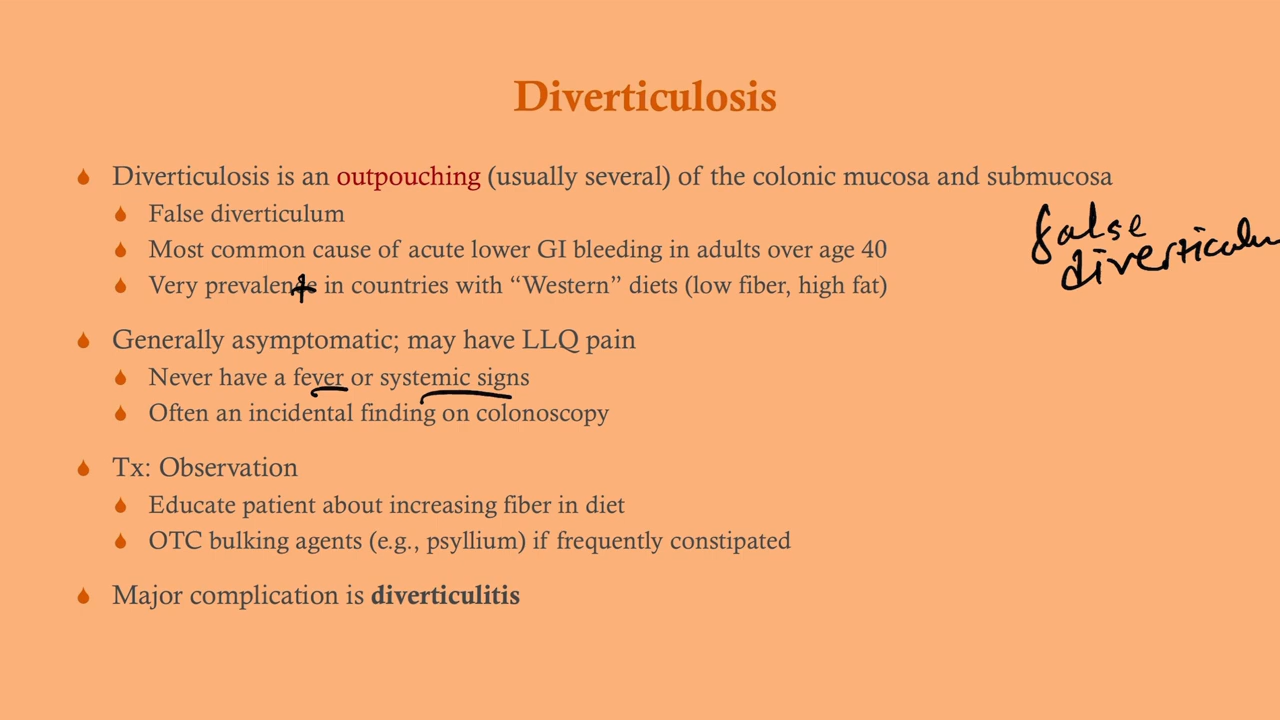 Diverticulosis
Diverticulosis is an outpouching (usually several) of the colonic mucosa and submucosa
False diverticulum
false
diverticulu
Most common cause of acute lower GI bleeding in adults over age 40
Very prevalent in countries with “Western” diets (low fiber, high fat)
Generally asymptomatic; may have LLQ pain
Never have a fever or systemic signs
Often an incidental finding on colonoscopy
Tx: Observation
Educate patient about increasing fiber in diet
OTC bulking agents (e.g., psyllium) if frequently constipated
Major complication is diverticulitis